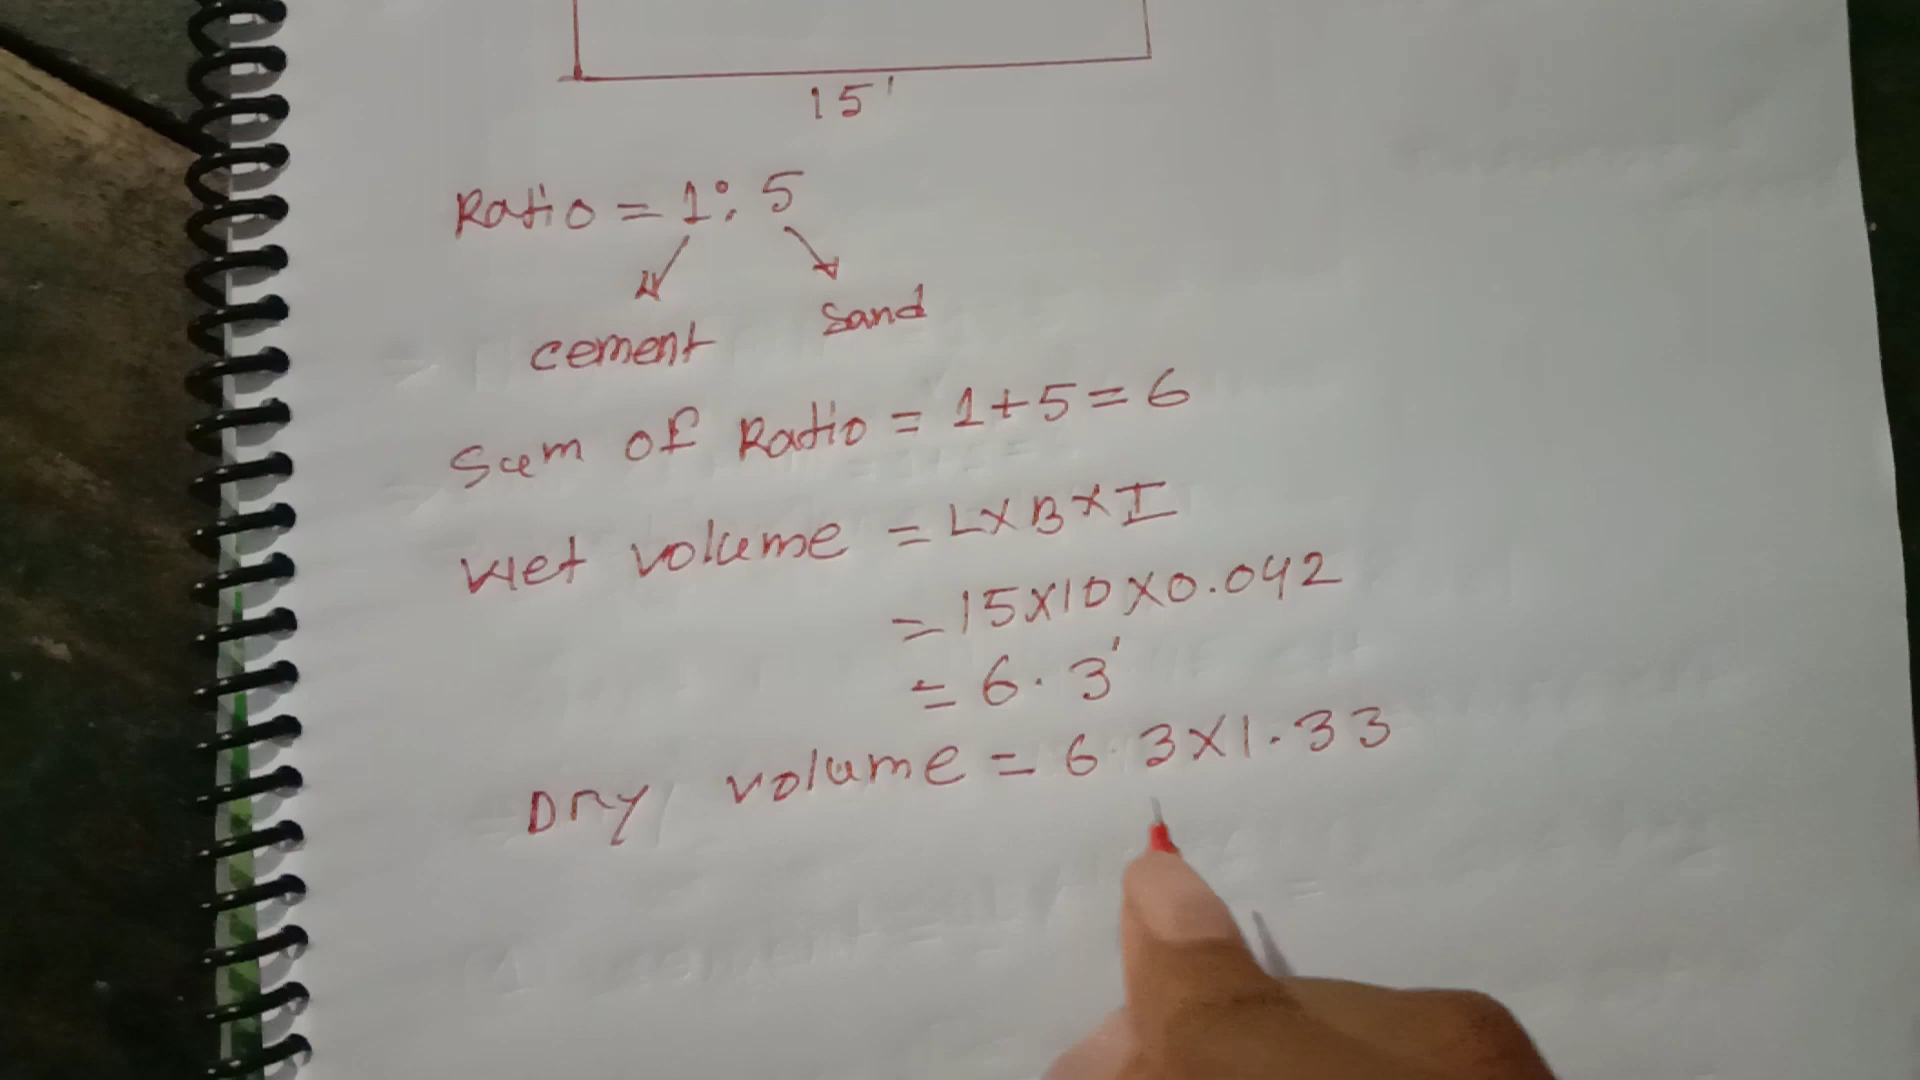 15'
Ratio = 1:5
cement sand
Sum of Ratio = 1+5=6
Wet volume = L×B×T
= 15×10×0.042
= 6.3'
Dry volume = 6.3×1.33